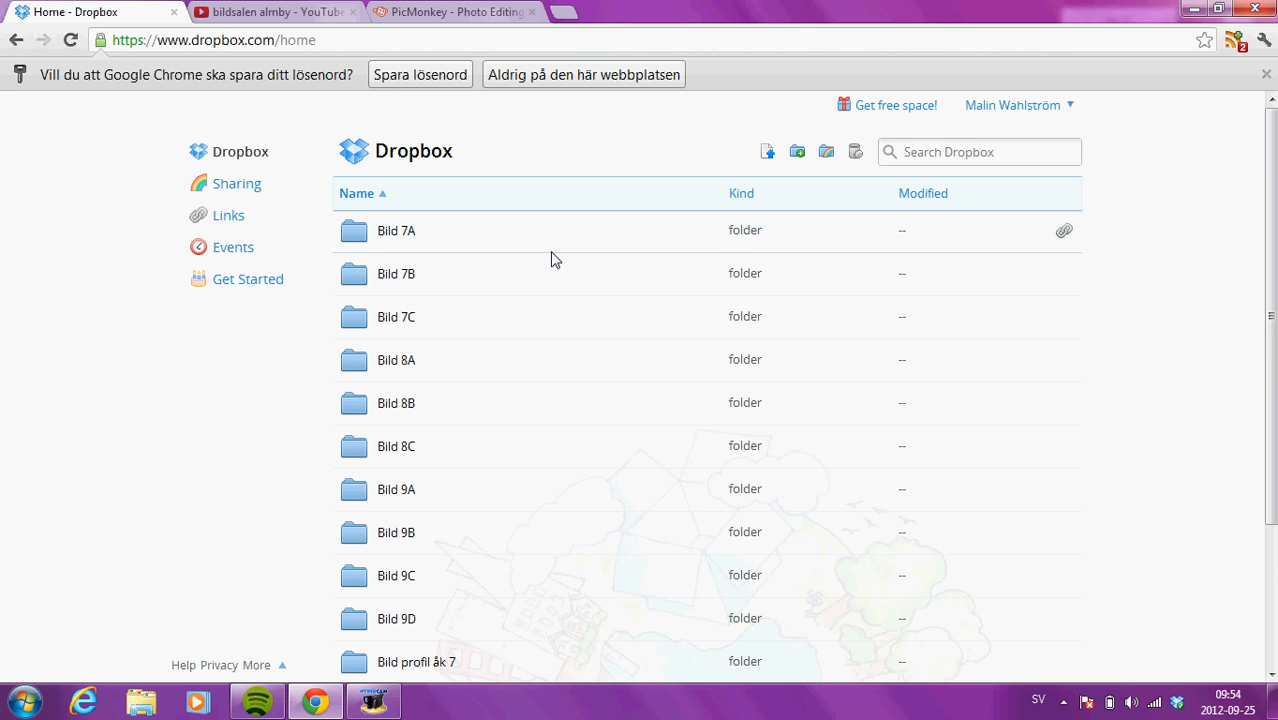 Home - Dropbox
bildsalen almby - YouTube
PicMonkey - Photo Editing
https://www.dropbox.com/home
2
Vill du att Google Chrome ska spara ditt lösenord?
Spara lösenord
Aldrig på den här webbplatsen
Get free space!
Malin Wahlström
Dropbox
Sharing
Links
Events
Get Started
Dropbox
Search Dropbox
Name Kind Modified
Bild 7A folder --
Bild 7B folder --
Bild 7C folder --
Bild 8A folder --
Bild 8B folder --
Bild 8C folder --
Bild 9A folder --
Bild 9B folder --
Bild 9C folder --
Bild 9D folder --
Bild profil åk 7 folder --
Help Privacy More
HYPERCAM
SV
09:54
2012-09-25